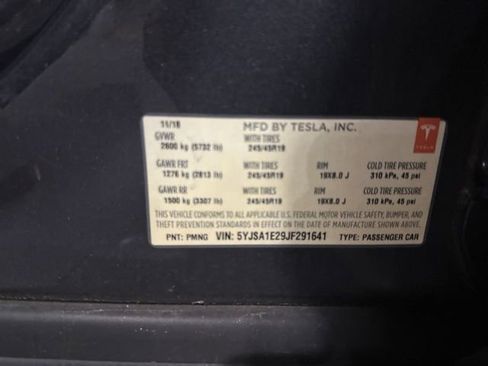 11/18 MFD BY TESLA, INC.
GVWR WITH TIRES
2600 kg (5732 lb) 245/45R19
GAWR FRT WITH TIRES RIM COLD TIRE PRESSURE
1276 kg (2813 lb) 245/45R19 19X8.0 J 310 kPa, 45 psi
GAWR RR WITH TIRES RIM COLD TIRE PRESSURE
1500 kg (3307 lb) 245/45R19 19X8.0 J 310 kPa, 45 psi
THIS VEHICLE CONFORMS TO ALL APPLICABLE U.S. FEDERAL MOTOR VEHICLE SAFETY, BUMPER, AND
THEFT PREVENTION STANDARDS IN EFFECT ON THE DATE OF MANUFACTURE SHOWN ABOVE.
PNT: PMNG VIN: 5YJSA1E29JF291641 TYPE: PASSENGER CAR
TESLA